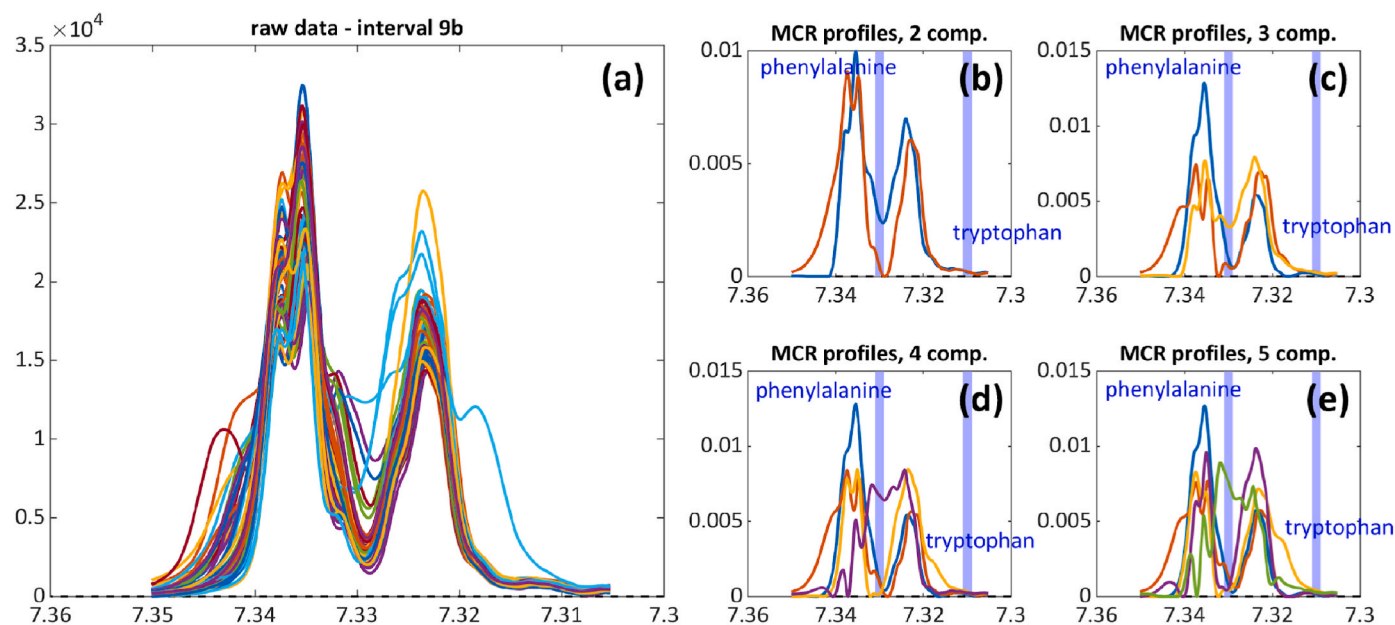 raw data - interval 9b
×10⁴
(a)
3.5
3
2.5
2
1.5
1
0.5
0
7.36 7.35 7.34 7.33 7.32 7.31 7.3
MCR profiles, 2 comp.
(b)
phenylalanine
tryptophan
0.01
0.005
0
7.36 7.34 7.32 7.3
MCR profiles, 3 comp.
(c)
phenylalanine
tryptophan
0.015
0.01
0.005
0
7.36 7.34 7.32 7.3
MCR profiles, 4 comp.
(d)
phenylalanine
tryptophan
0.015
0.01
0.005
0
7.36 7.34 7.32 7.3
MCR profiles, 5 comp.
(e)
phenylalanine
tryptophan
0.015
0.01
0.005
0
7.36 7.34 7.32 7.3